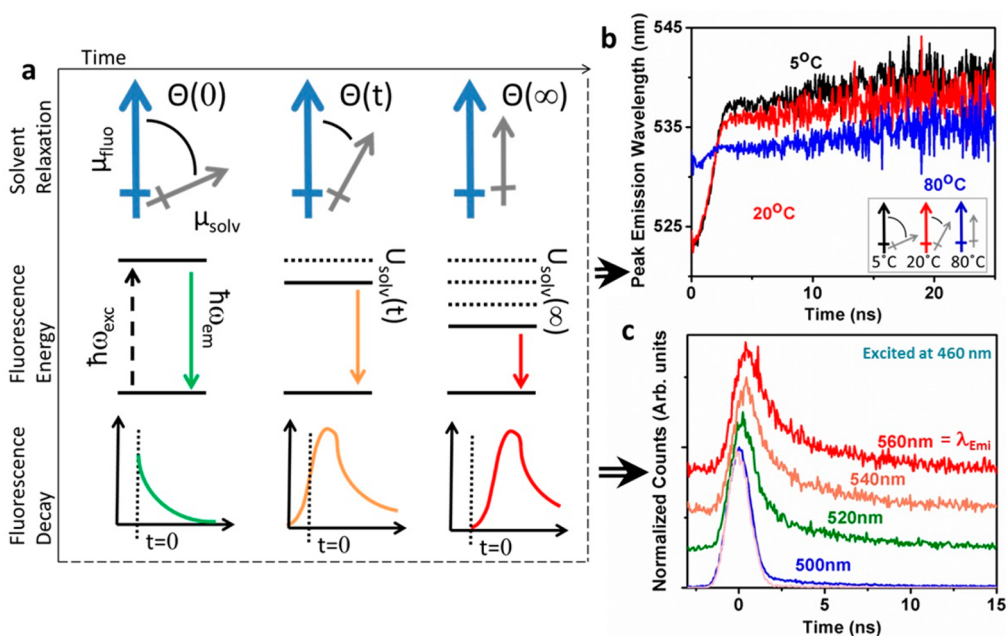 Time
a
Solvent
Relaxation
Θ(0)
Θ(t)
Θ(∞)
μfluo
μsolv
Fluorescence
Energy
ħωexc
ħωem
Usolv(t)
Usolv(∞)
Fluorescence
Decay
t=0
t=0
t=0
b
Peak Emission Wavelength (nm)
545
535
525
5°C
20°C
80°C
5°C 20°C 80°C
0 10 20
Time (ns)
c
Normalized Counts (Arb. units)
Excited at 460 nm
560nm = λEmi
540nm
520nm
500nm
0 5 10 15
Time (ns)